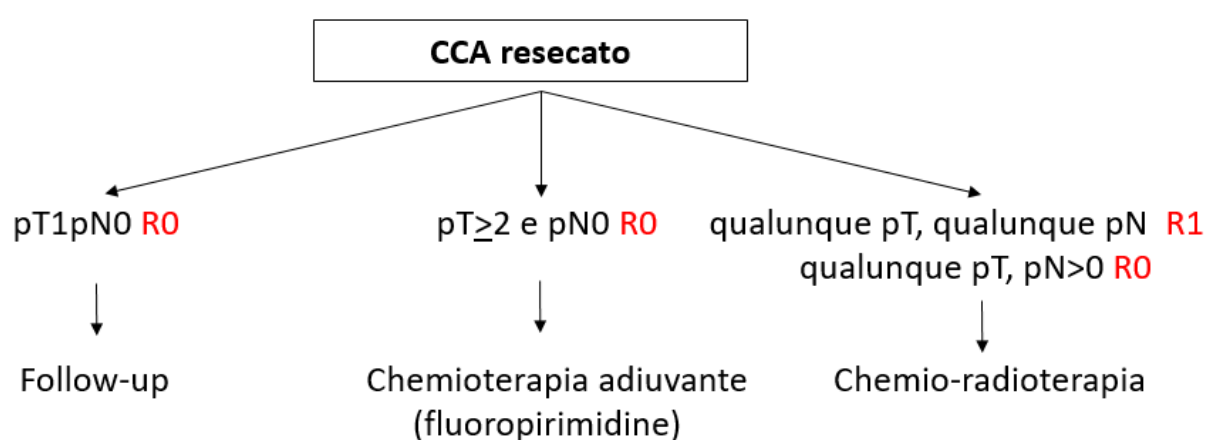 CCA resecato
pT1pN0 R0
pT≥2 e pN0 R0
qualunque pT, qualunque pN R1
qualunque pT, pN>0 R0
Follow-up
Chemioterapia adiuvante
(fluoropirimidine)
Chemio-radioterapia